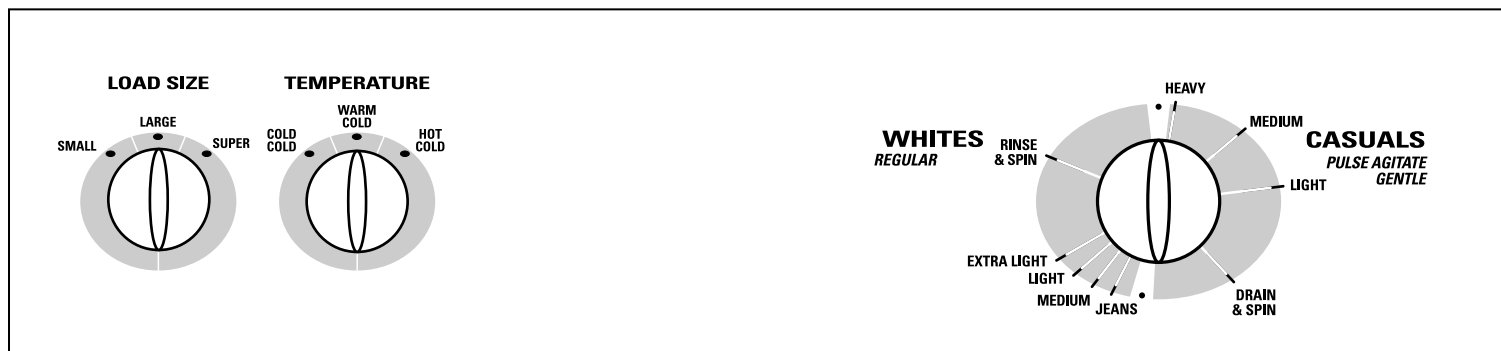 LOAD SIZE
SMALL
LARGE
SUPER
TEMPERATURE
COLD
COLD
WARM
COLD
HOT
COLD
WHITES
REGULAR
RINSE
& SPIN
EXTRA LIGHT
LIGHT
MEDIUM
JEANS
HEAVY
MEDIUM
LIGHT
DRAIN
& SPIN
CASUALS
PULSE AGITATE
GENTLE